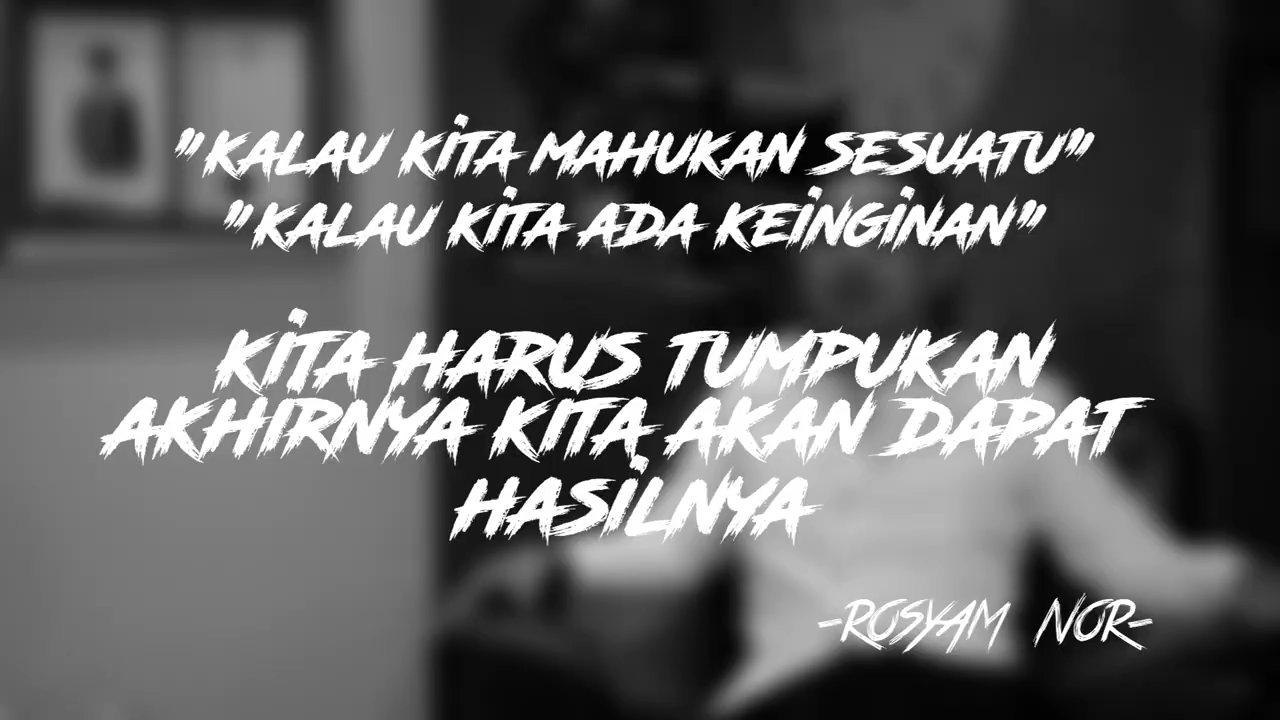 "KALAU KITA MAHUKAN SESUATU"
"KALAU KITA ADA KEINGINAN"
KITA HARUS TUMPUKAN
AKHIRNYA KITA AKAN DAPAT
HASILNYA
-ROSYAM NOR-